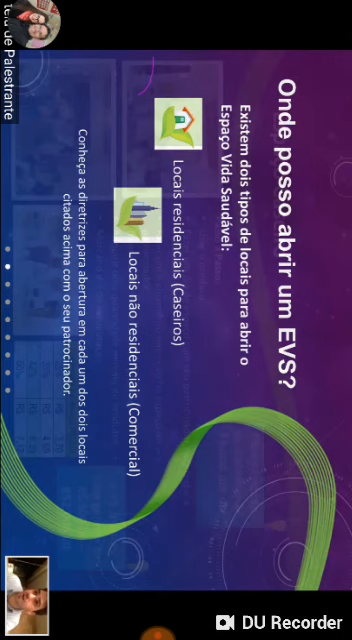 Tela de Palestrante
Onde posso abrir um EVS?
Existem dois tipos de locais para abrir o
Espaço Vida Saudável:
Locais residenciais (Caseiros)
Locais não residenciais (Comercial)
Conheça as diretrizes para abertura em cada um dos dois locais
citados acima com o seu patrocinador.
DU Recorder